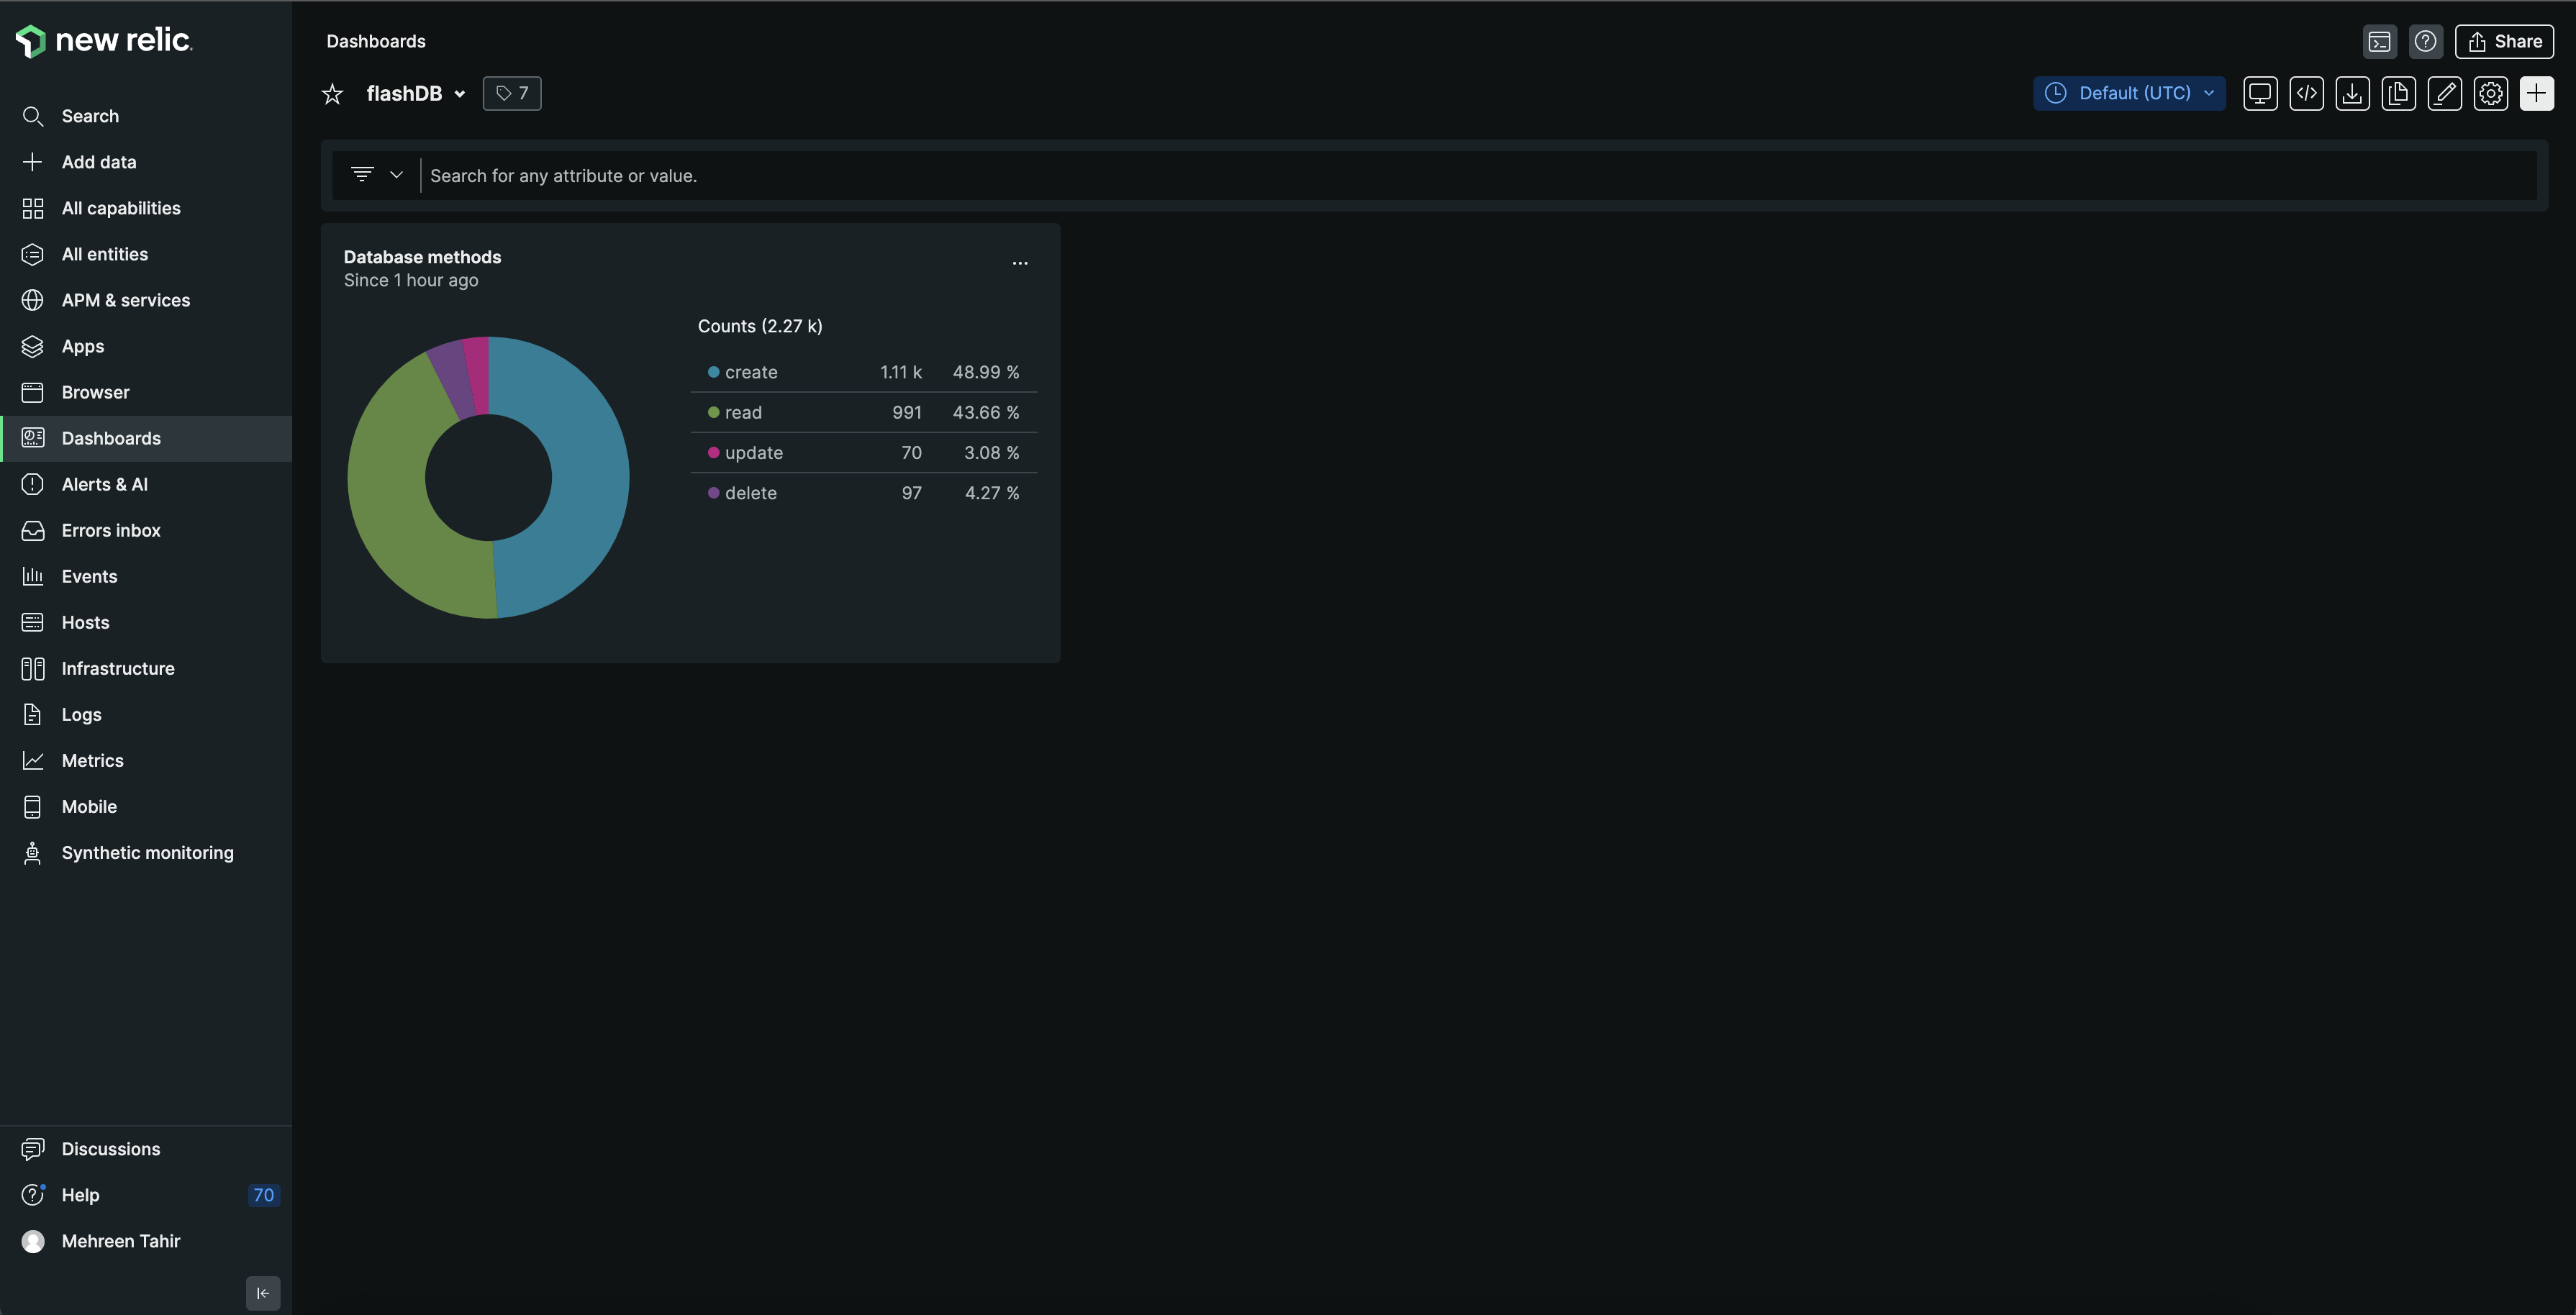 new relic.
Search
Add data
All capabilities
All entities
APM & services
Apps
Browser
Dashboards
Alerts & AI
Errors inbox
Events
Hosts
Infrastructure
Logs
Metrics
Mobile
Synthetic monitoring
Discussions
Help 70
Mehreen Tahir
Dashboards
Share
flashDB 7
Default (UTC)
Search for any attribute or value.
Database methods
Since 1 hour ago
Counts (2.27 k)
create 1.11 k 48.99 %
read 991 43.66 %
update 70 3.08 %
delete 97 4.27 %